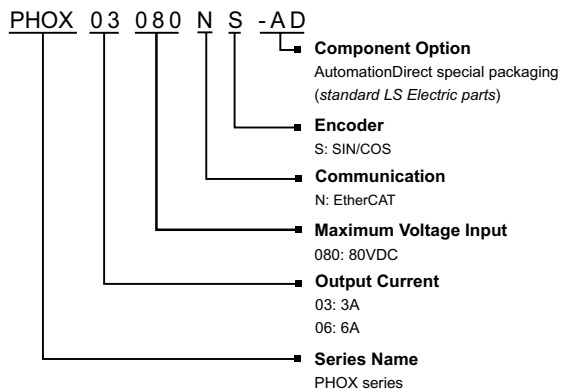 PHOX 03 080 N S -AD
Component Option
AutomationDirect special packaging
(standard LS Electric parts)
Encoder
S: SIN/COS
Communication
N: EtherCAT
Maximum Voltage Input
080: 80VDC
Output Current
03: 3A
06: 6A
Series Name
PHOX series